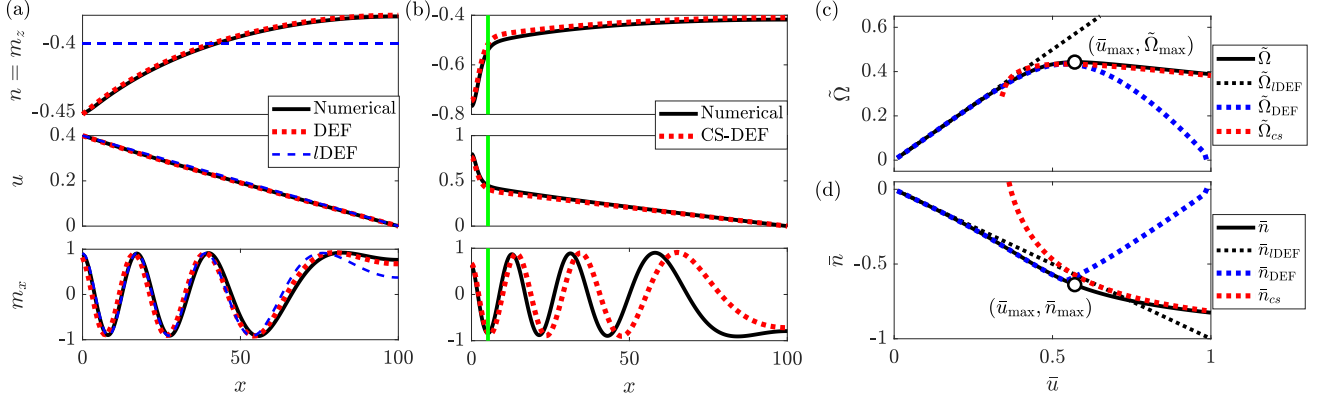 (a)
n = m_z
-0.4
-0.45
Numerical
DEF
lDEF
u
0.4
0.2
0
m_x
1
0
-1
0
50
100
x
(b)
-0.4
-0.6
-0.8
Numerical
CS-DEF
1
0.5
0
1
0
-1
0
50
100
x
(c)
Ω̃
0.6
0.4
0.2
0
(ū_max, Ω̃_max)
Ω̃
Ω̃_lDEF
Ω̃_DEF
Ω̃_cs
(d)
n̄
0
-0.5
-1
(ū_max, n̄_max)
0
0.5
1
ū
n̄
n̄_lDEF
n̄_DEF
n̄_cs